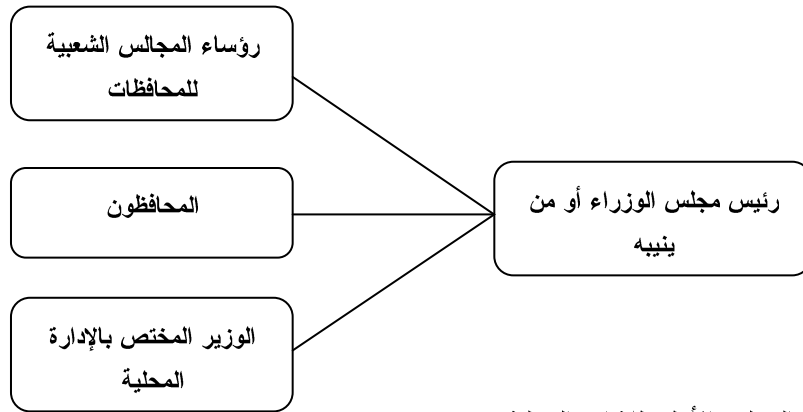 رؤساء المجالس الشعبية
للمحافظات
المحافظون
رئيس مجلس الوزراء أو من
ينيبه
الوزير المختص بالإدارة
المحلية